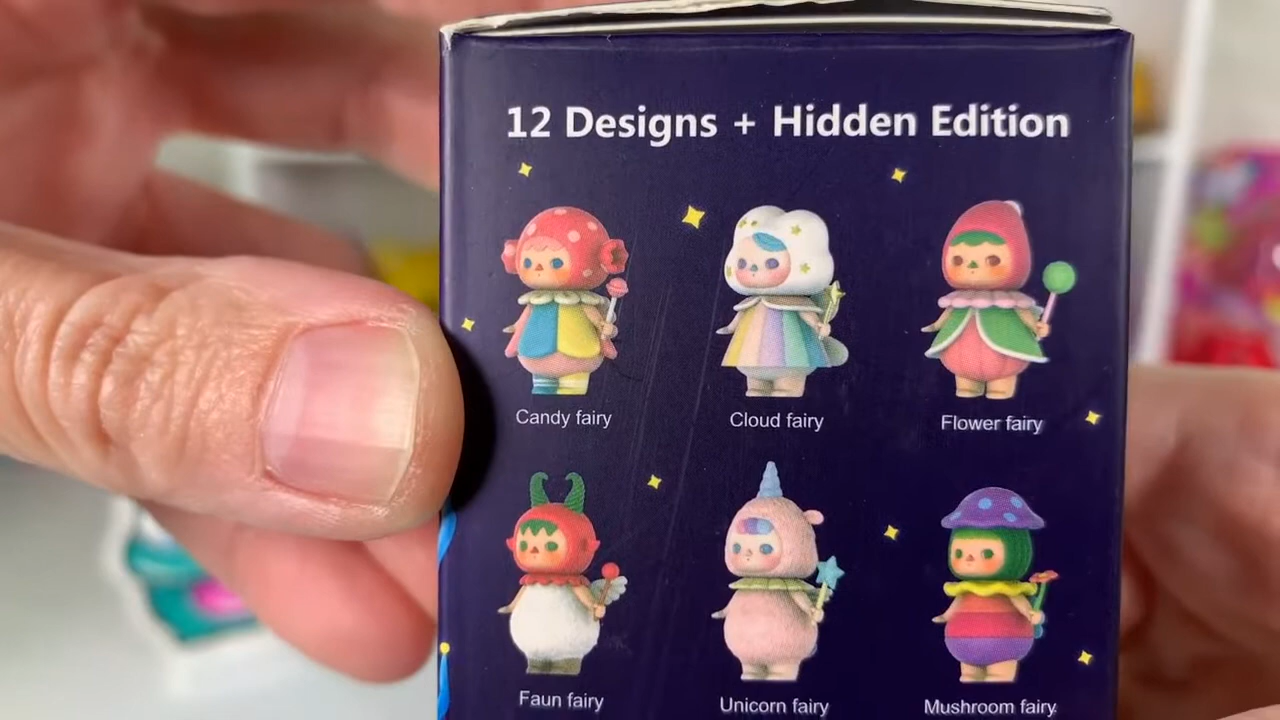 12 Designs + Hidden Edition
Candy fairy
Cloud fairy
Flower fairy
Faun fairy
Unicorn fairy
Mushroom fairy